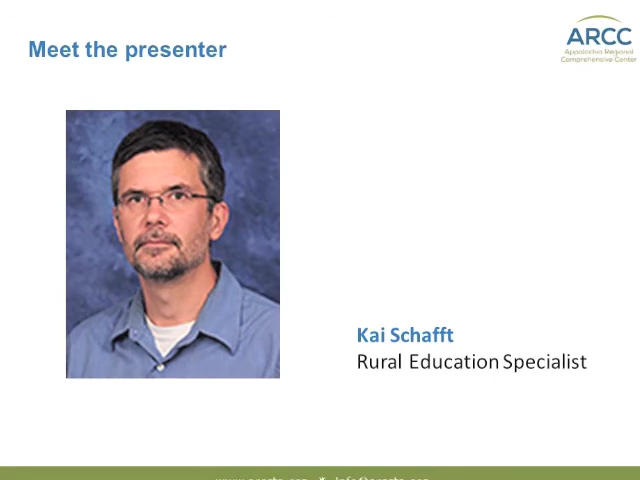 Meet the presenter
ARCC
Appalachia Regional
Comprehensive Center
Kai Schafft
Rural Education Specialist